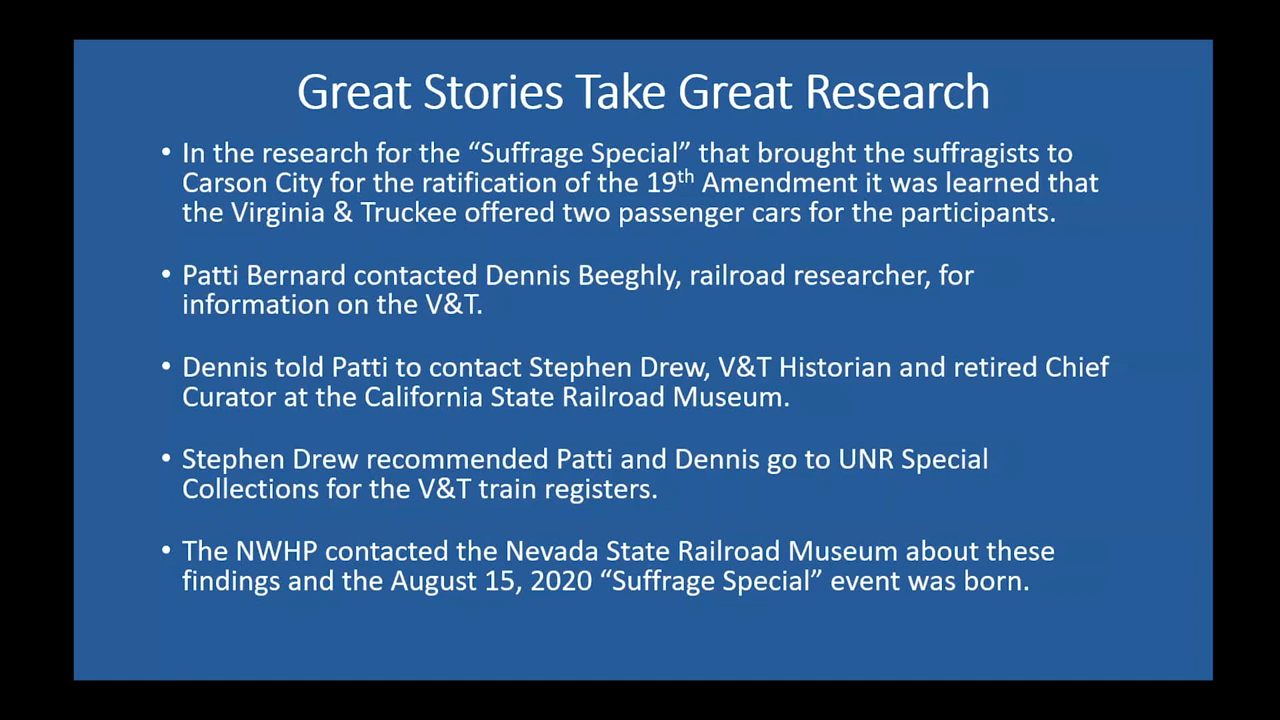 Great Stories Take Great Research
• In the research for the “Suffrage Special” that brought the suffragists to
Carson City for the ratification of the 19th Amendment it was learned that
the Virginia & Truckee offered two passenger cars for the participants.
• Patti Bernard contacted Dennis Beeghly, railroad researcher, for
information on the V&T.
• Dennis told Patti to contact Stephen Drew, V&T Historian and retired Chief
Curator at the California State Railroad Museum.
• Stephen Drew recommended Patti and Dennis go to UNR Special
Collections for the V&T train registers.
• The NWHP contacted the Nevada State Railroad Museum about these
findings and the August 15, 2020 “Suffrage Special” event was born.